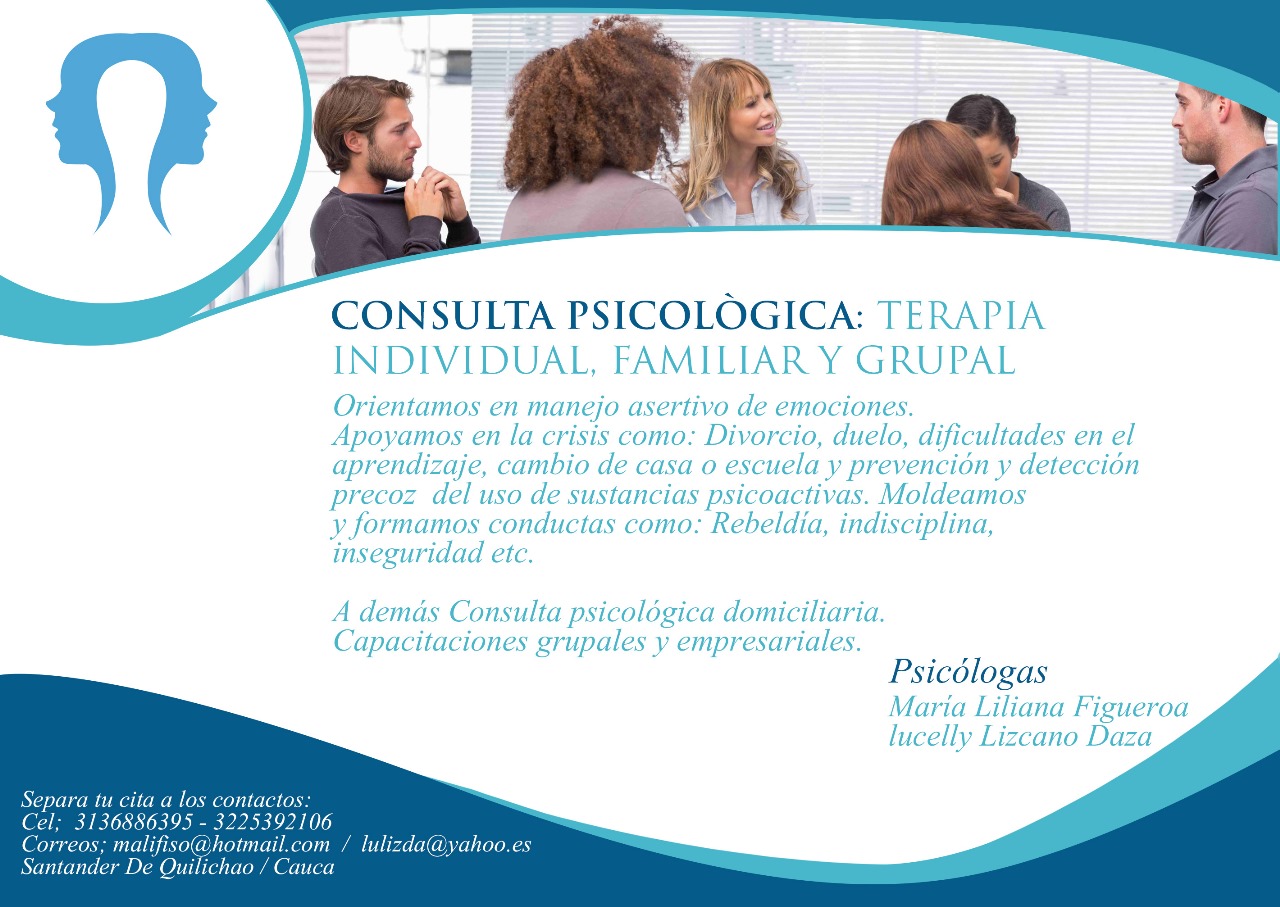 CONSULTA PSICOLÒGICA: TERAPIA
INDIVIDUAL, FAMILIAR Y GRUPAL
Orientamos en manejo asertivo de emociones.
Apoyamos en la crisis como: Divorcio, duelo, dificultades en el
aprendizaje, cambio de casa o escuela y prevención y detección
precoz  del uso de sustancias psicoactivas. Moldeamos
y formamos conductas como: Rebeldía, indisciplina,
inseguridad etc.
A demás Consulta psicológica domiciliaria.
Capacitaciones grupales y empresariales.
Psicólogas
María Liliana Figueroa
lucelly Lizcano Daza
Separa tu cita a los contactos:
Cel;  3136886395 - 3225392106
Correos; malifiso@hotmail.com  /  lulizda@yahoo.es
Santander De Quilichao / Cauca